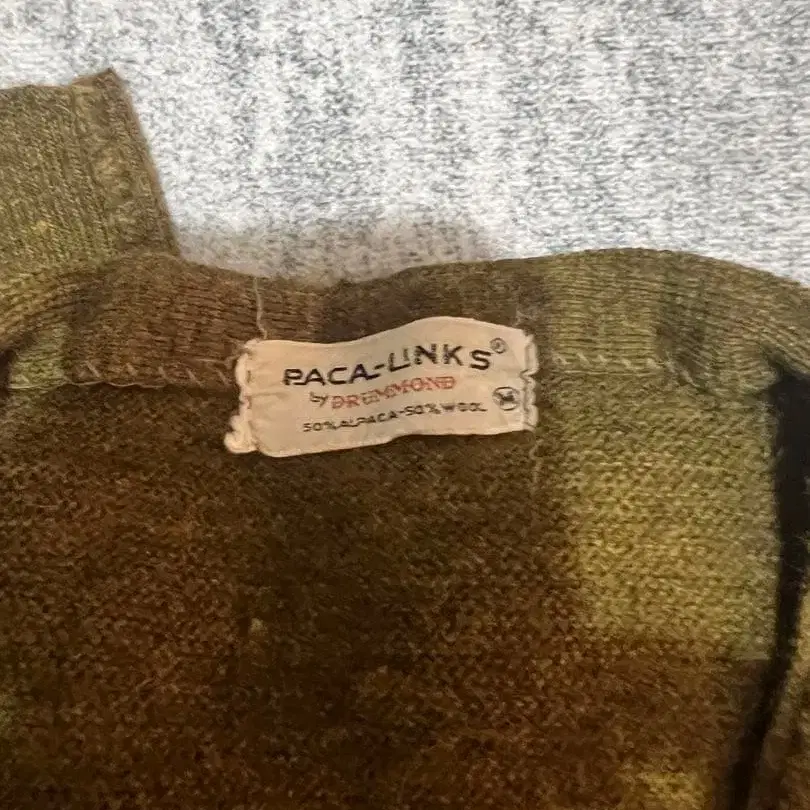 PACA-LINKS®
by DRUMMOND
50% ALPACA-50% WOOL M